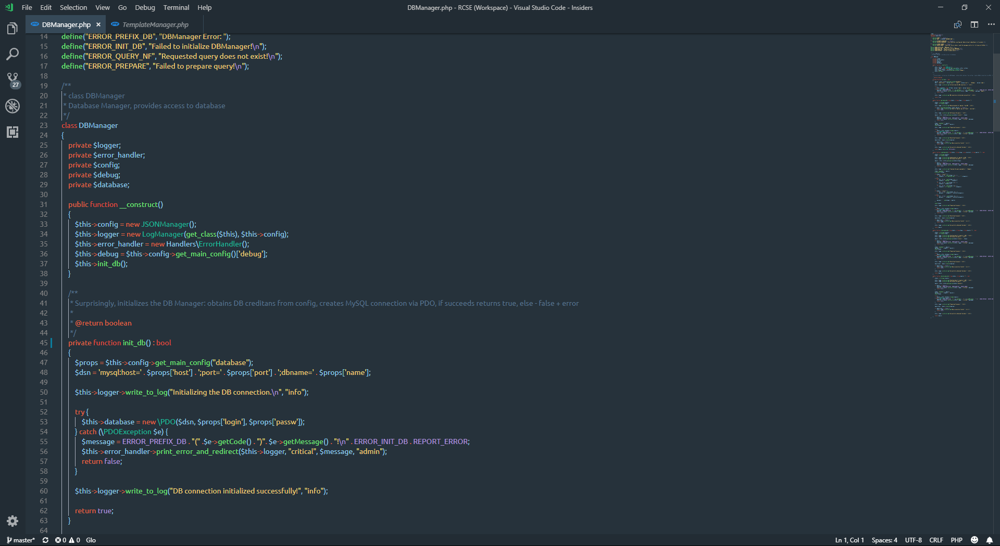 File Edit Selection View Go Debug Terminal Help DBManager.php - RCSE (Workspace) - Visual Studio Code - Insiders
DBManager.php × TemplateManager.php
14 define("ERROR_PREFIX_DB", "DBManager Error: ");
15 define("ERROR_INIT_DB", "Failed to initialize DBManager!\n");
16 define("ERROR_QUERY_NF", "Requested query does not exist!\n");
17 define("ERROR_PREPARE", "Failed to prepare query!\n");
18
19 /**
20 * class DBManager
21 * Database Manager, provides access to database
22 */
23 class DBManager
24 {
25 private $logger;
26 private $error_handler;
27 private $config;
28 private $debug;
29 private $database;
30
31 public function __construct()
32 {
33 $this->config = new JSONManager();
34 $this->logger = new LogManager(get_class($this), $this->config);
35 $this->error_handler = new Handlers\ErrorHandler();
36 $this->debug = $this->config->get_main_config()['debug'];
37 $this->init_db();
38 }
39
40 /**
41 * Surprisingly, initializes the DB Manager: obtains DB creditans from config, creates MySQL connection via PDO, if succeeds returns true, else - false + error
42 *
43 * @return boolean
44 */
45 private function init_db() : bool
46 {
47 $props = $this->config->get_main_config("database");
48 $dsn = 'mysql:host=' . $props['host'] . ';port=' . $props['port'] . ';dbname=' . $props['name'];
49
50 $this->logger->write_to_log("Initializing the DB connection.\n", "info");
51
52 try {
53 $this->database = new \PDO($dsn, $props['login'], $props['passw']);
54 } catch (\PDOException $e) {
55 $message = ERROR_PREFIX_DB . "(" .$e->getCode() . ")". $e->getMessage() . "!\n" . ERROR_INIT_DB . REPORT_ERROR;
56 $this->error_handler->print_error_and_redirect($this->logger, "critical", $message, "admin");
57 return false;
58 }
59
60 $this->logger->write_to_log("DB connection initialized successfully!", "info");
61
62 return true;
63 }
64
27
master* 0 0 Glo Ln 1, Col 1 Spaces: 4 UTF-8 CRLF PHP